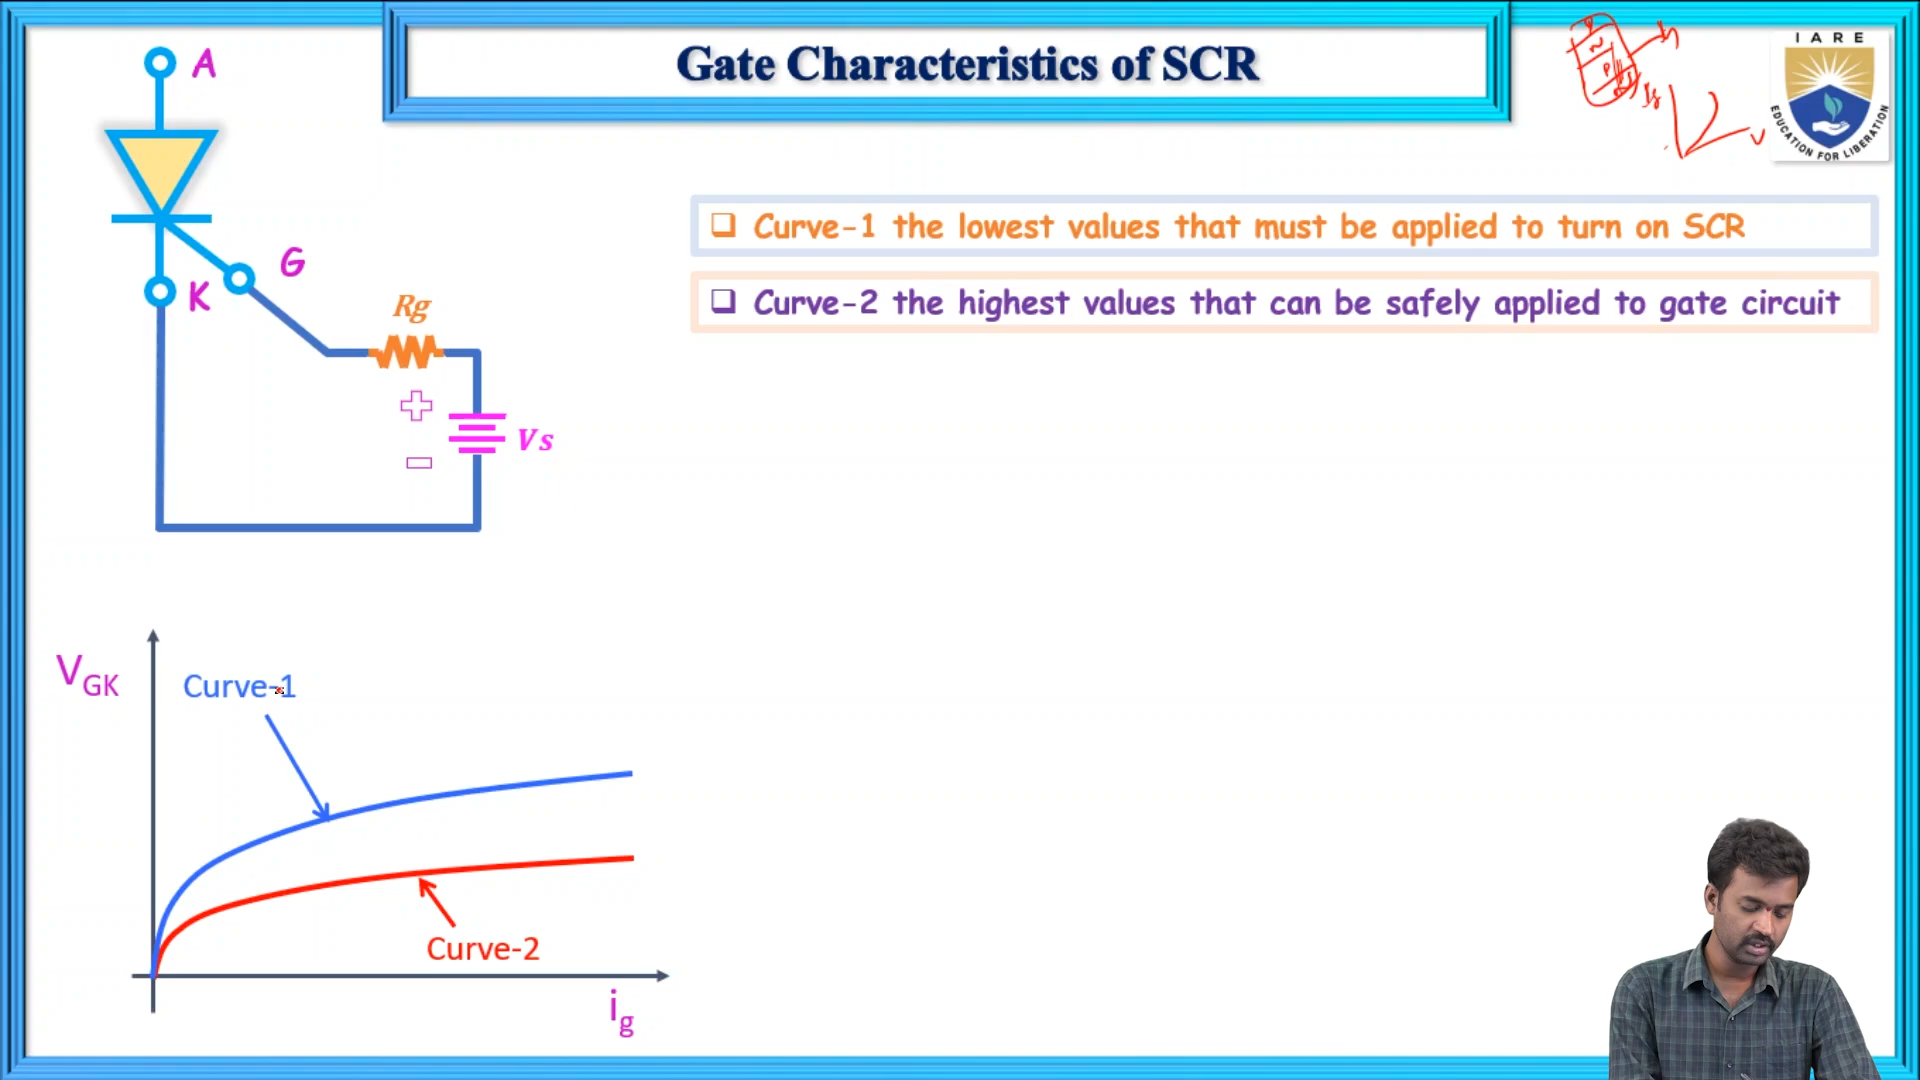 Gate Characteristics of SCR
I A R E
EDUCATION FOR LIBERATION
A
G
K
Rg
Vs
Curve-1 the lowest values that must be applied to turn on SCR
Curve-2 the highest values that can be safely applied to gate circuit
VGK
Curve-1
Curve-2
ig